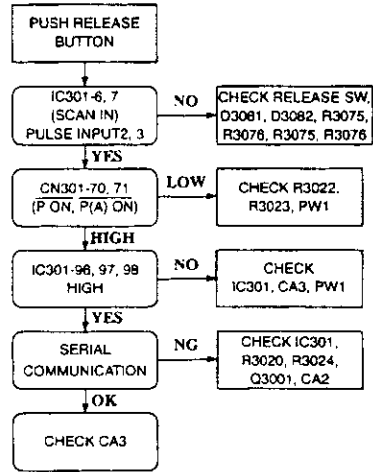 PUSH RELEASE
BUTTON
IC301-6, 7
(SCAN IN)
PULSE INPUT2, 3
NO
CHECK RELEASE SW,
D3081, D3082, R3075,
R3076, R3075, R3076
YES
CN301-70, 71
(P ON, P(A) ON)
LOW
CHECK R3022,
R3023, PW1
HIGH
IC301-96, 97, 98
HIGH
NO
CHECK
IC301, CA3, PW1
YES
SERIAL
COMMUNICATION
NG
CHECK IC301,
R3020, R3024,
Q3001, CA2
OK
CHECK CA3